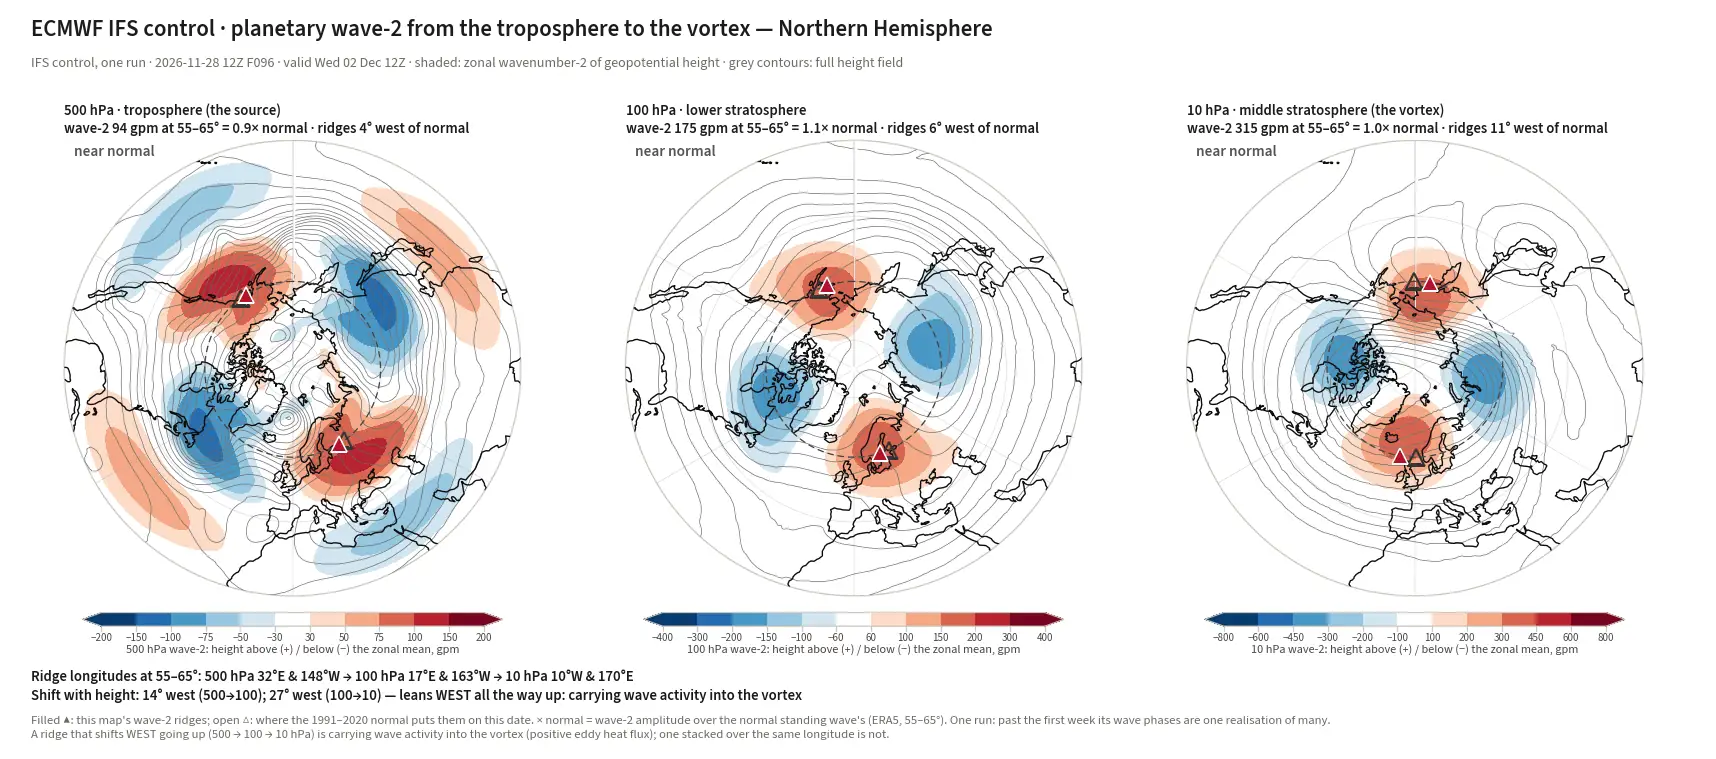 ECMWF IFS control · planetary wave-2 from the troposphere to the vortex — Northern Hemisphere
IFS control, one run · 2026-11-28 12Z F096 · valid Wed 02 Dec 12Z · shaded: zonal wavenumber-2 of geopotential height · grey contours: full height field
500 hPa · troposphere (the source)
wave-2 94 gpm at 55–65° = 0.9× normal · ridges 4° west of normal
near normal
100 hPa · lower stratosphere
wave-2 175 gpm at 55–65° = 1.1× normal · ridges 6° west of normal
near normal
10 hPa · middle stratosphere (the vortex)
wave-2 315 gpm at 55–65° = 1.0× normal · ridges 11° west of normal
near normal
−200 −150 −100 −75 −50 −30 30 50 75 100 150 200
500 hPa wave-2: height above (+) / below (−) the zonal mean, gpm
−400 −300 −200 −150 −100 −60 60 100 150 200 300 400
100 hPa wave-2: height above (+) / below (−) the zonal mean, gpm
−800 −600 −450 −300 −200 −100 100 200 300 450 600 800
10 hPa wave-2: height above (+) / below (−) the zonal mean, gpm
Ridge longitudes at 55–65°: 500 hPa 32°E & 148°W → 100 hPa 17°E & 163°W → 10 hPa 10°W & 170°E
Shift with height: 14° west (500→100); 27° west (100→10) — leans WEST all the way up: carrying wave activity into the vortex
Filled ▲: this map's wave-2 ridges; open △: where the 1991–2020 normal puts them on this date. × normal = wave-2 amplitude over the normal standing wave's (ERA5, 55–65°). One run: past the first week its wave phases are one realisation of many.
A ridge that shifts WEST going up (500 → 100 → 10 hPa) is carrying wave activity into the vortex (positive eddy heat flux); one stacked over the same longitude is not.